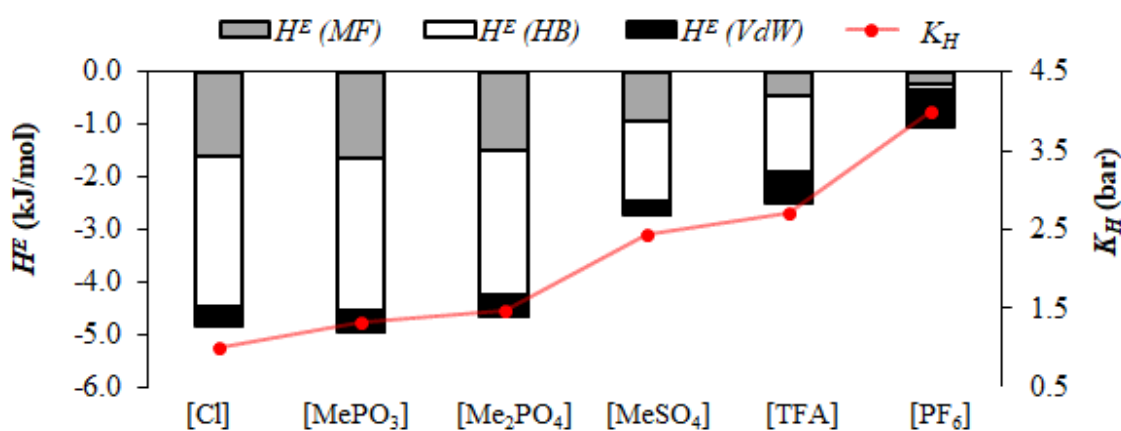 H^E (MF) H^E (HB) H^E (VdW) K_H
0.0 4.5
-1.0
3.5
-2.0
2.5
-3.0
-4.0
1.5
-5.0
-6.0 0.5
H^E (kJ/mol)
K_H (bar)
[Cl] [MePO₃] [Me₂PO₄] [MeSO₄] [TFA] [PF₆]